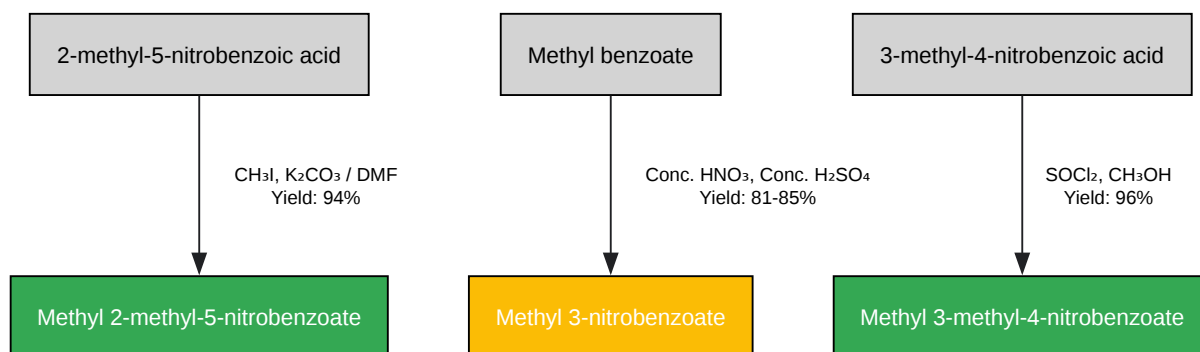 2-methyl-5-nitrobenzoic acid
Methyl benzoate
3-methyl-4-nitrobenzoic acid
CH₃I, K₂CO₃ / DMF
Yield: 94%
Conc. HNO₃, Conc. H₂SO₄
Yield: 81-85%
SOCl₂, CH₃OH
Yield: 96%
Methyl 2-methyl-5-nitrobenzoate
Methyl 3-nitrobenzoate
Methyl 3-methyl-4-nitrobenzoate